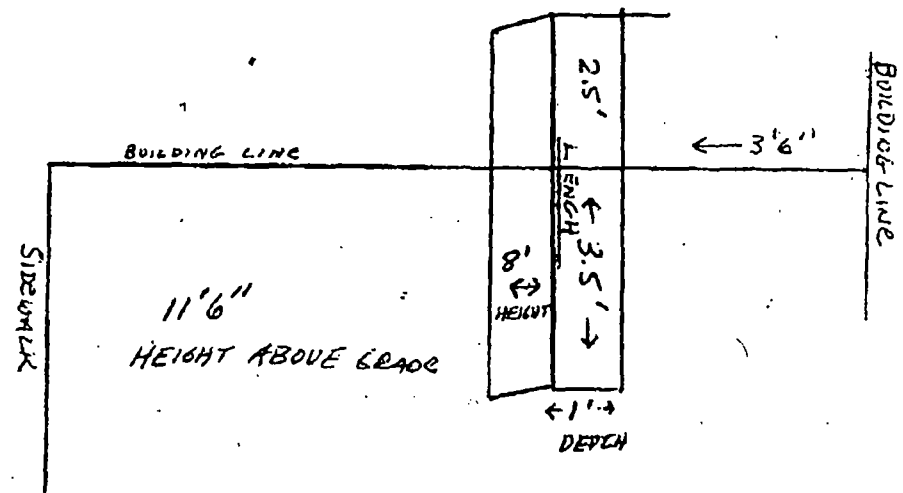 2.5'
BUILDING LINE
3'6"
BUILDING LINE
LENGH
3.5'
8'
HEIGHT
SIDEWALK
11'6"
HEIGHT ABOVE GRADE
1'
DEPTH